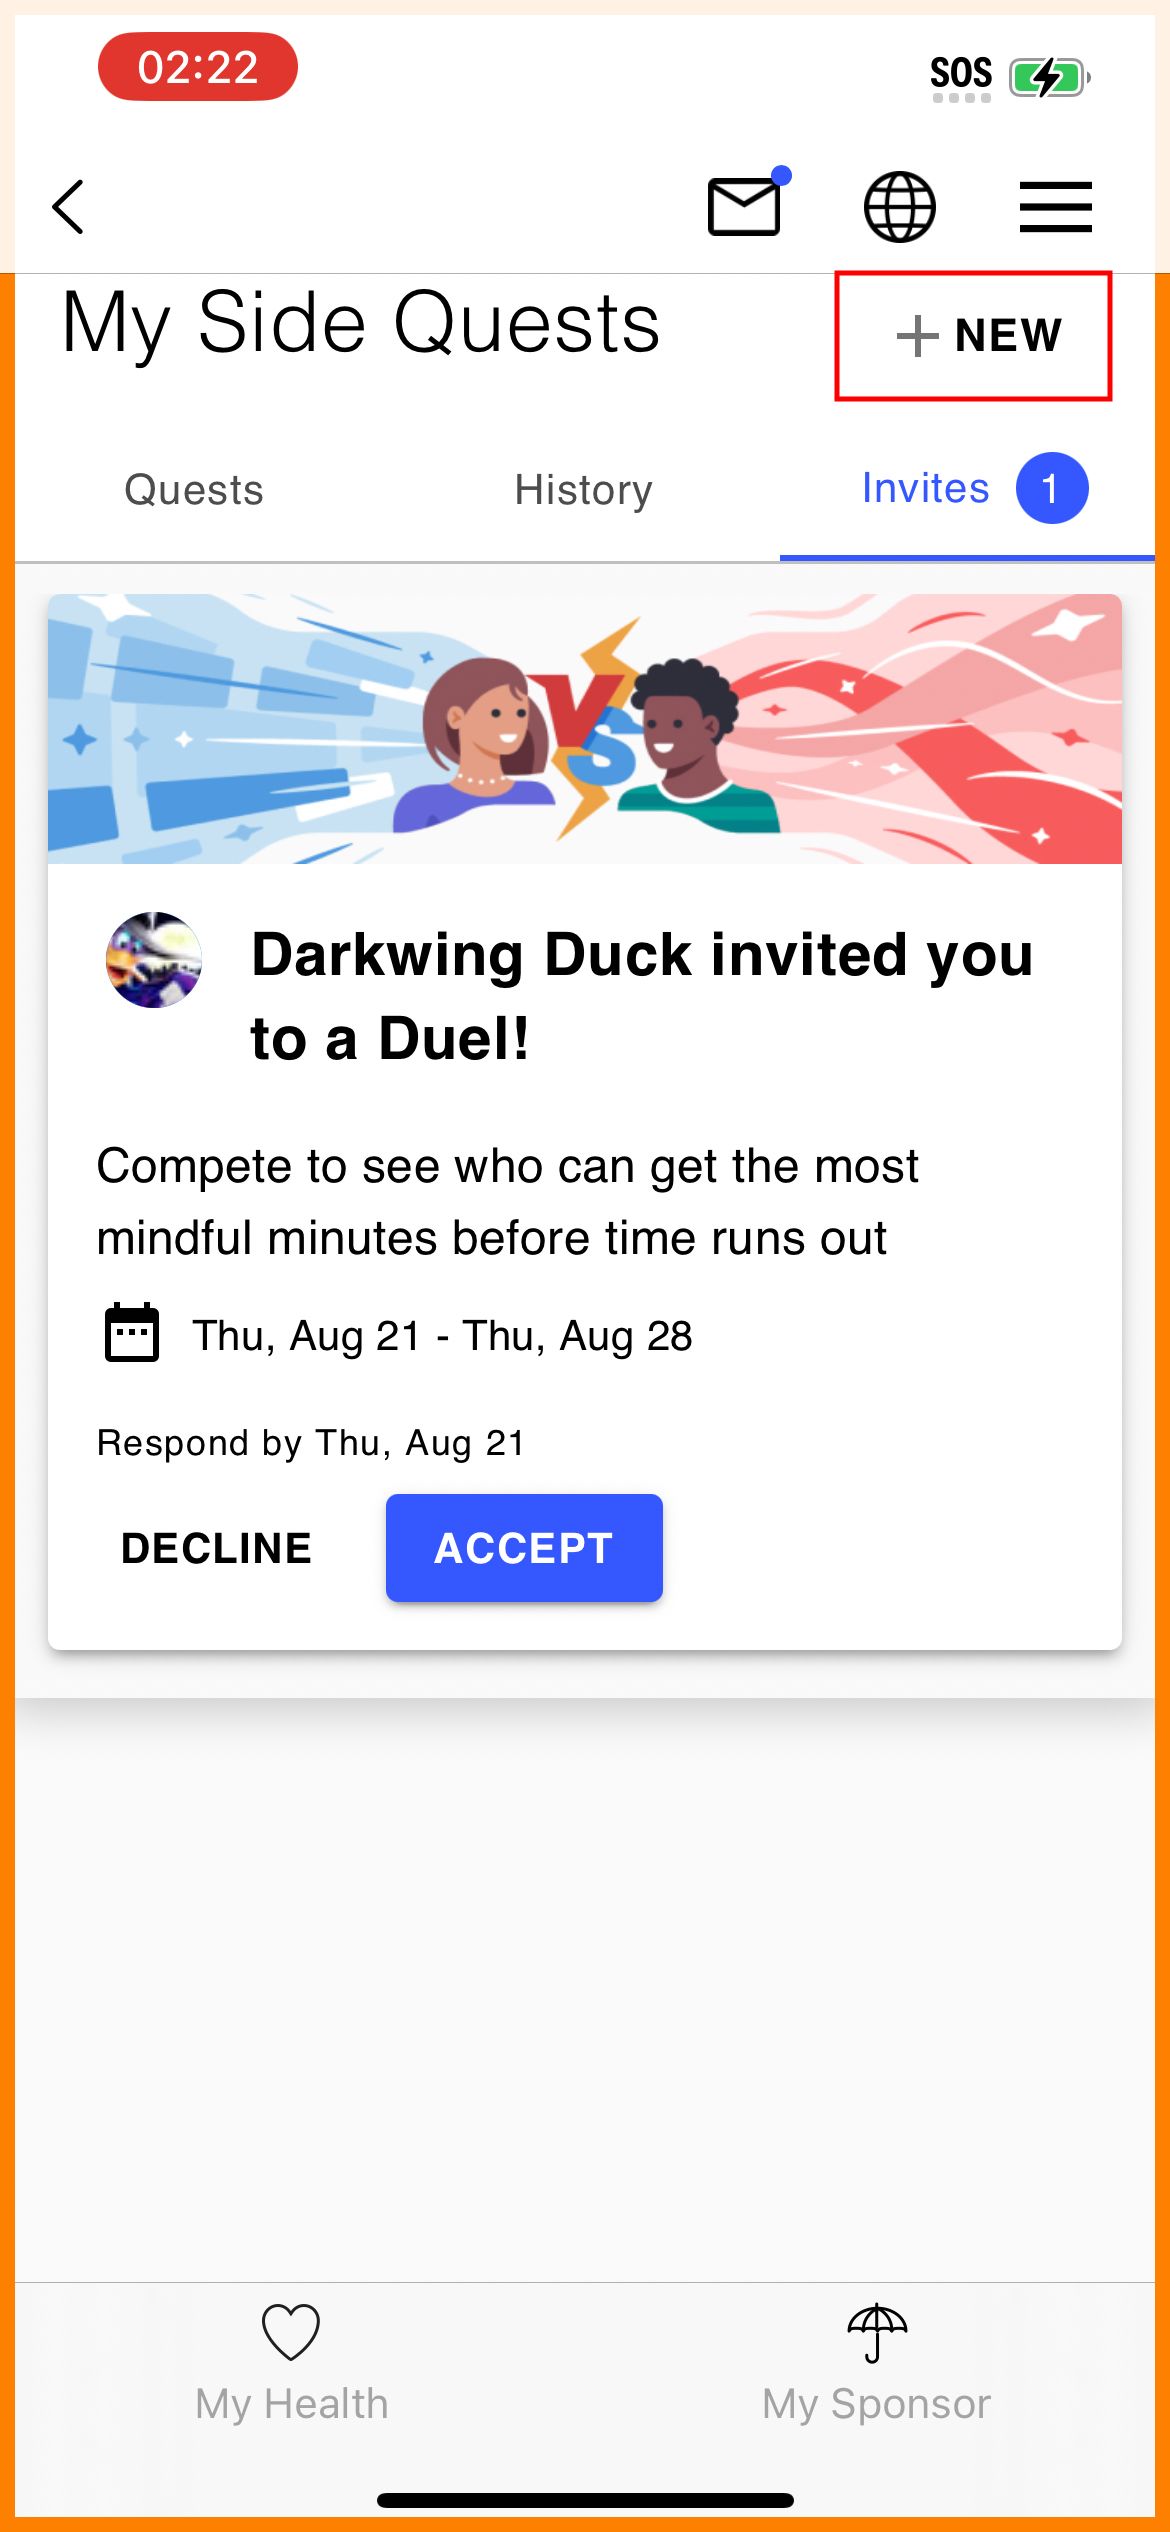 02:22
SOS
My Side Quests
+ NEW
Quests
History
Invites 1
VS
Darkwing Duck invited you
to a Duel!
Compete to see who can get the most
mindful minutes before time runs out
Thu, Aug 21 - Thu, Aug 28
Respond by Thu, Aug 21
DECLINE
ACCEPT
My Health
My Sponsor